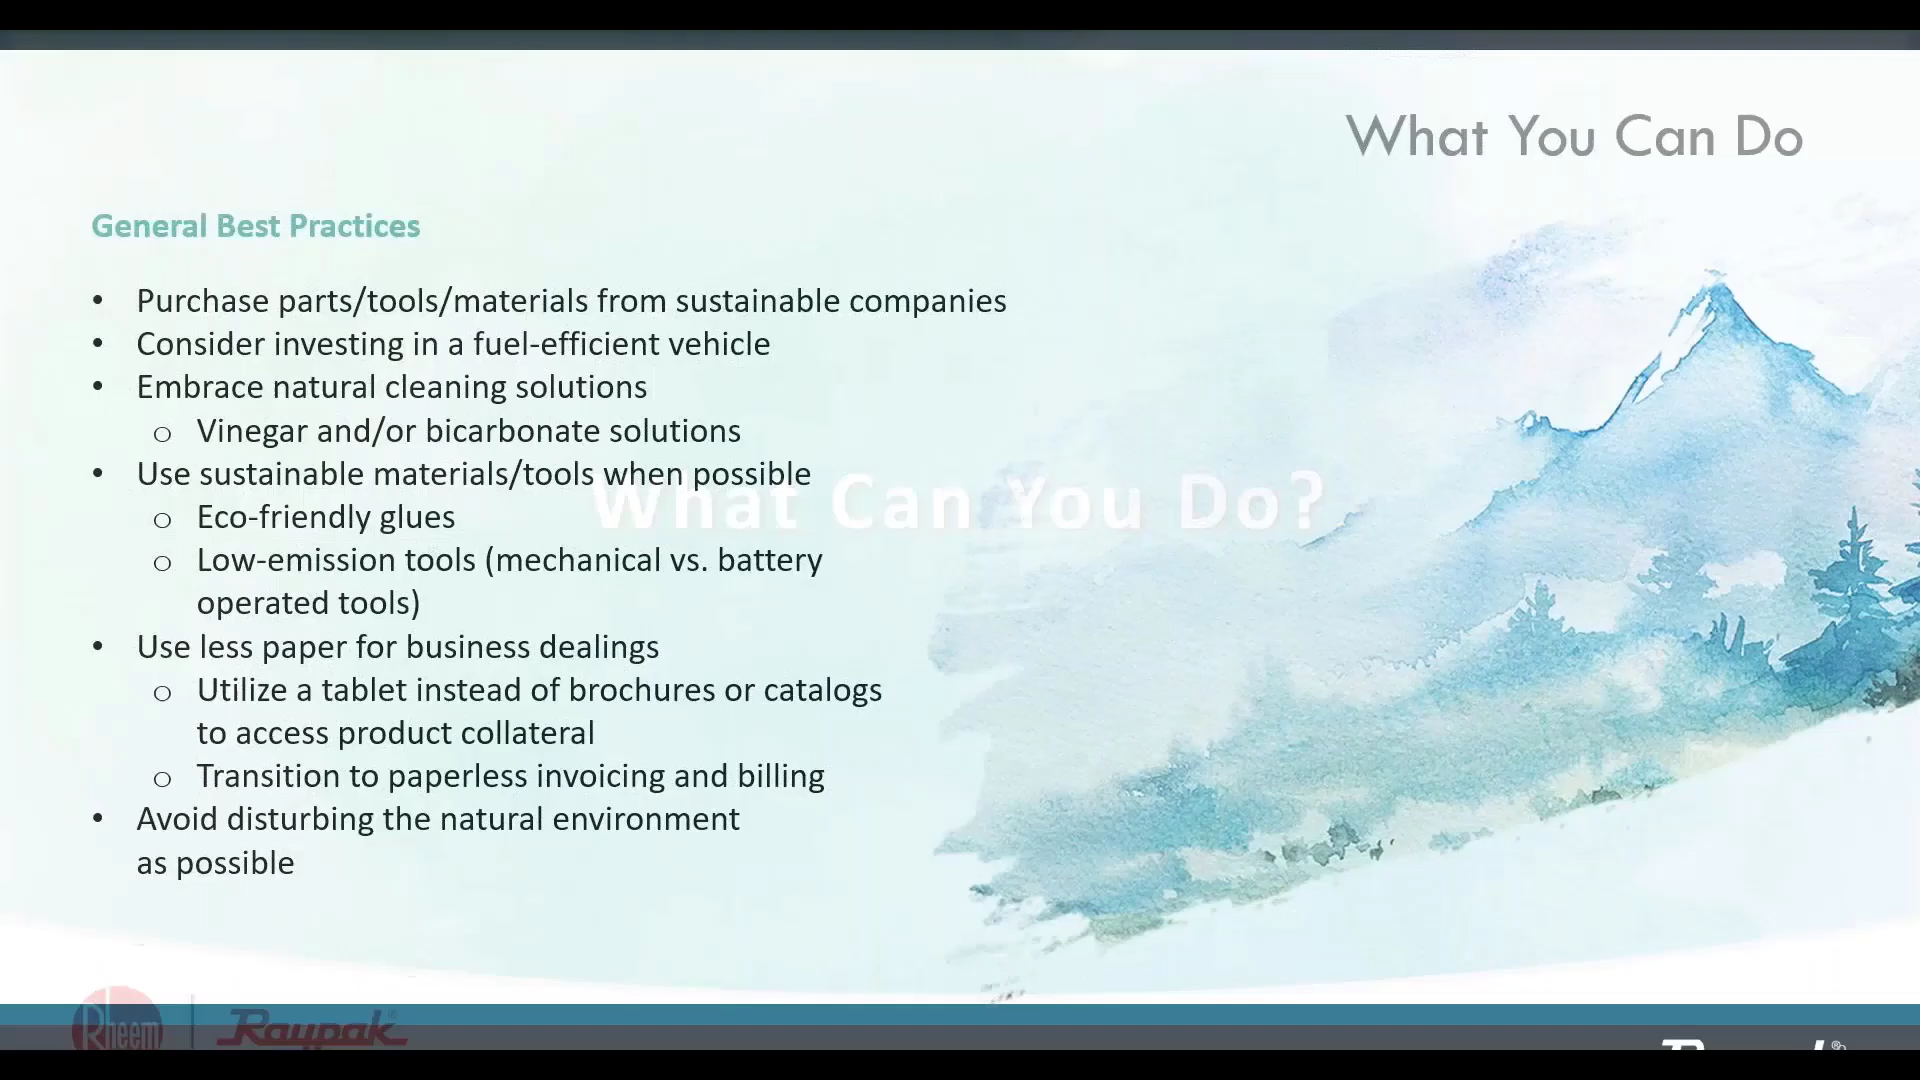 What You Can Do
General Best Practices
• Purchase parts/tools/materials from sustainable companies
• Consider investing in a fuel-efficient vehicle
• Embrace natural cleaning solutions
o Vinegar and/or bicarbonate solutions
• Use sustainable materials/tools when possible
What Can You Do?
o Eco-friendly glues
o Low-emission tools (mechanical vs. battery
operated tools)
• Use less paper for business dealings
o Utilize a tablet instead of brochures or catalogs
to access product collateral
o Transition to paperless invoicing and billing
• Avoid disturbing the natural environment
as possible
Rheem | Raypak